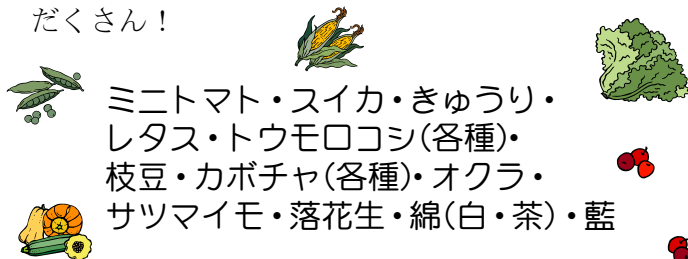 だくさん！
ミニトマト・スイカ・きゅうり・
レタス・トウモロコシ(各種)・
枝豆・カボチャ(各種)・オクラ・
サツマイモ・落花生・綿(白・茶)・藍